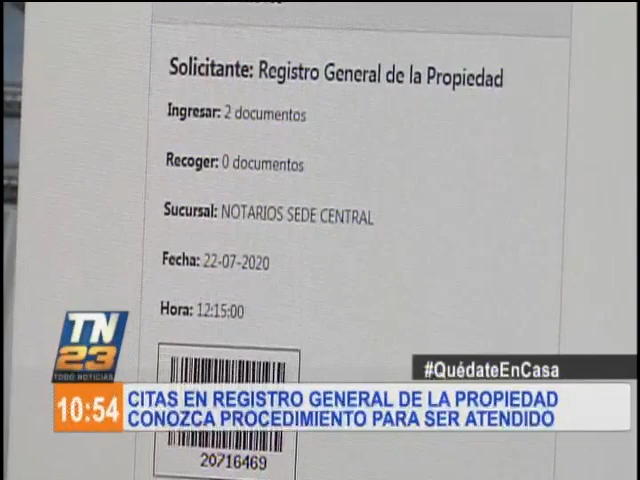 Solicitante: Registro General de la Propiedad
Ingresar: 2 documentos
Recoger: 0 documentos
Sucursal: NOTARIOS SEDE CENTRAL
Fecha: 22-07-2020
Hora: 12:15:00
TN
23
TODO NOTICIAS
#QuédateEnCasa
10:54
CITAS EN REGISTRO GENERAL DE LA PROPIEDAD
CONOZCA PROCEDIMIENTO PARA SER ATENDIDO
20716469